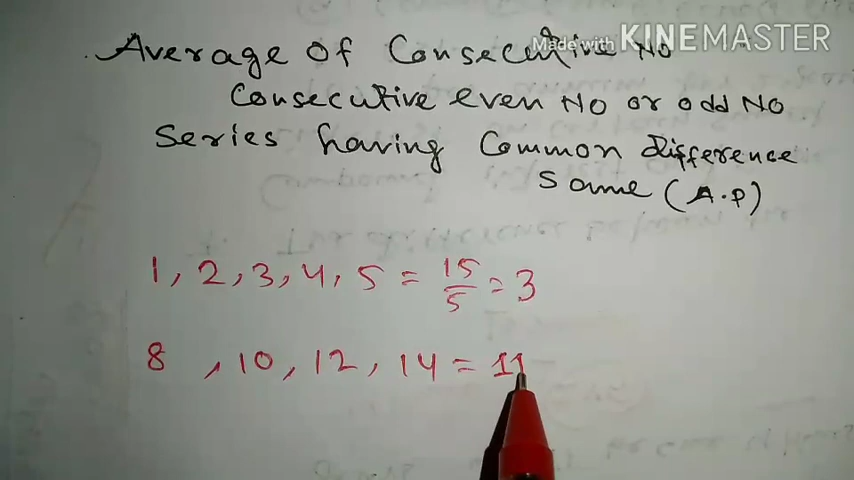 Made with KINEMASTER
Average of Consecutive No
Consecutive even No or odd No
Series having Common difference
Same (A.P)
1, 2, 3, 4, 5 = 15/5 = 3
8, 10, 12, 14 = 11